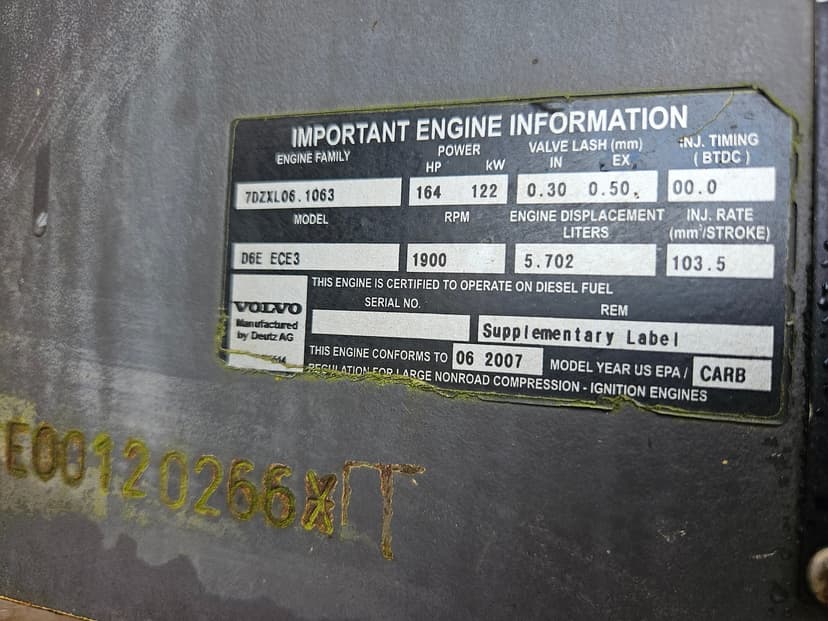 IMPORTANT ENGINE INFORMATION
ENGINE FAMILY
POWER
HP kW
VALVE LASH (mm)
IN EX
INJ. TIMING
(BTDC)
7DZXL06.1063
164 122
0.30 0.50.
00.0
MODEL
RPM
ENGINE DISPLACEMENT
LITERS
INJ. RATE
(mm³/STROKE)
D6E ECE3
1900
5.702
103.5
THIS ENGINE IS CERTIFIED TO OPERATE ON DIESEL FUEL
VOLVO
Manufactured
by Deutz AG
SERIAL NO.
REM
Supplementary Label
THIS ENGINE CONFORMS TO 06 2007 MODEL YEAR US EPA / CARB
REGULATION FOR LARGE NONROAD COMPRESSION - IGNITION ENGINES
E00120266